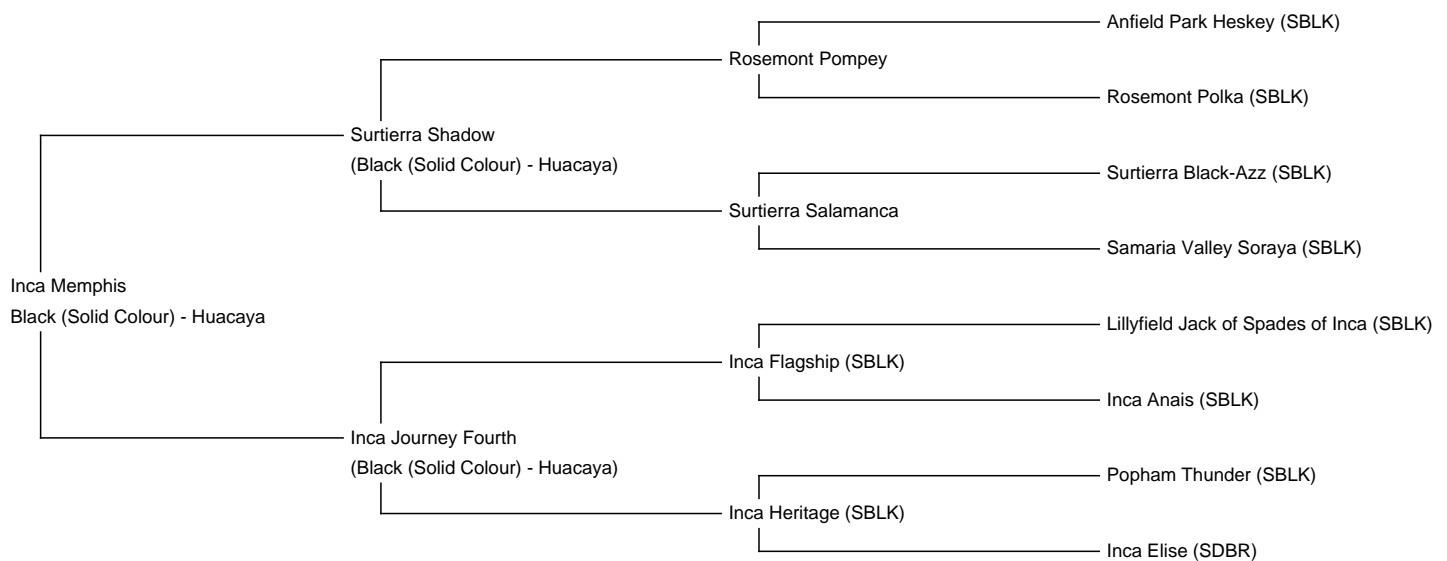 Anfield Park Heskey (SBLK)
Rosemont Pompey
Rosemont Polka (SBLK)
Surtierra Shadow
(Black (Solid Colour) - Huacaya)
Surtierra Black-Azz (SBLK)
Surtierra Salamanca
Samaria Valley Soraya (SBLK)
Inca Memphis
Black (Solid Colour) - Huacaya
Lillyfield Jack of Spades of Inca (SBLK)
Inca Flagship (SBLK)
Inca Anais (SBLK)
Inca Journey Fourth
(Black (Solid Colour) - Huacaya)
Popham Thunder (SBLK)
Inca Heritage (SBLK)
Inca Elise (SDBR)